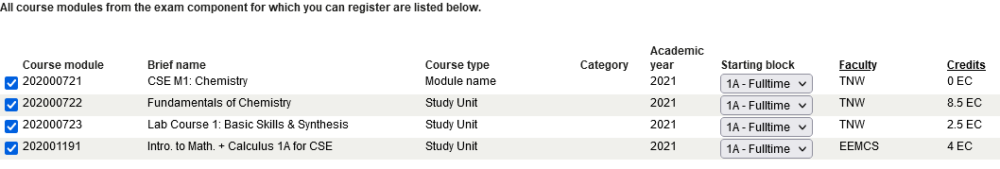 All course modules from the exam component for which you can register are listed below.
Course module Brief name Course type Category Academic year Starting block Faculty Credits
202000721 CSE M1: Chemistry Module name 2021 1A - Fulltime TNW 0 EC
202000722 Fundamentals of Chemistry Study Unit 2021 1A - Fulltime TNW 8.5 EC
202000723 Lab Course 1: Basic Skills & Synthesis Study Unit 2021 1A - Fulltime TNW 2.5 EC
202001191 Intro. to Math. + Calculus 1A for CSE Study Unit 2021 1A - Fulltime EEMCS 4 EC